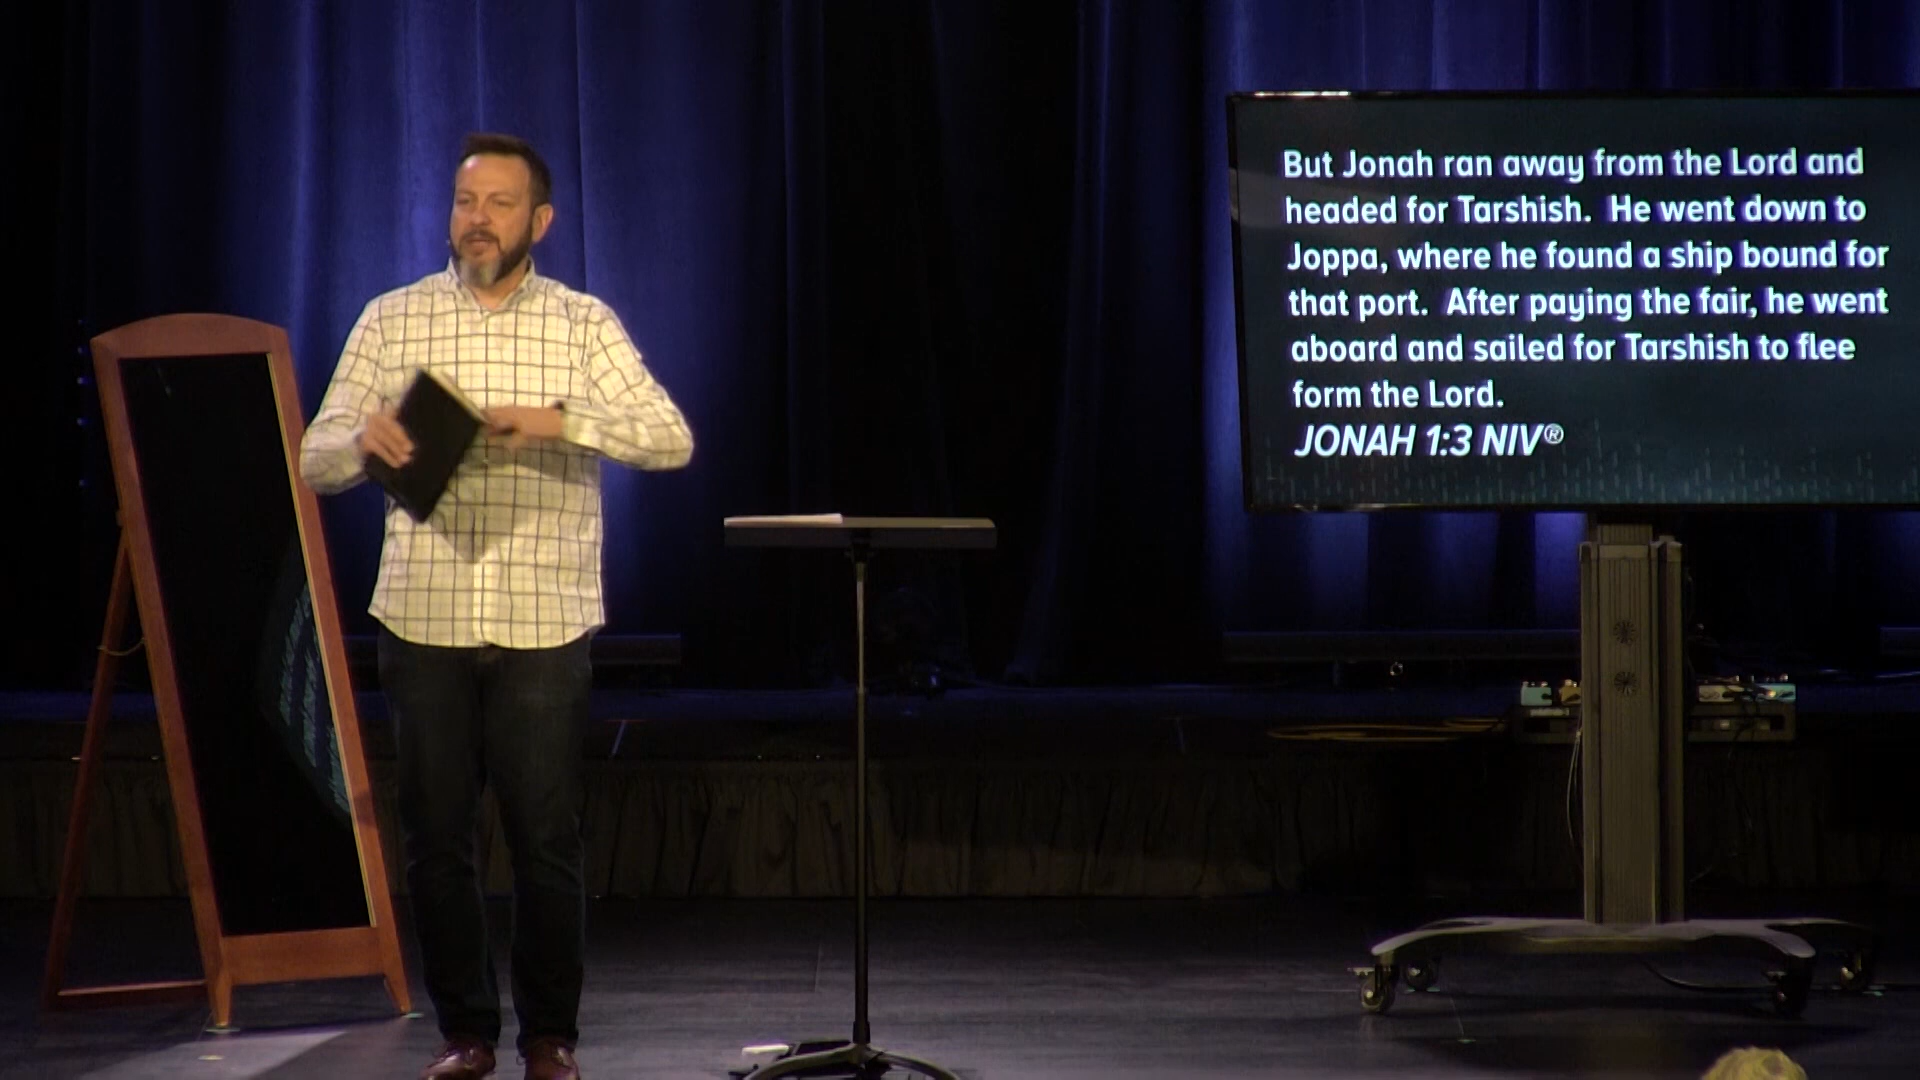 But Jonah ran away from the Lord and
headed for Tarshish.  He went down to
Joppa, where he found a ship bound for
that port.  After paying the fair, he went
aboard and sailed for Tarshish to flee
form the Lord.
JONAH 1:3 NIV®